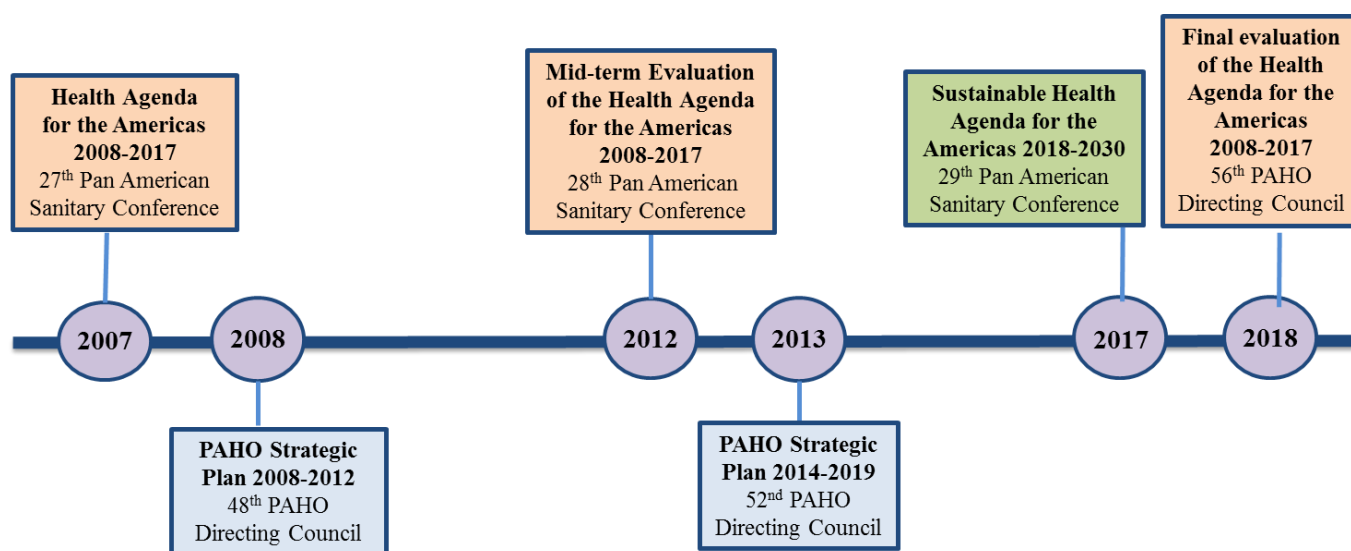 Health Agenda
for the Americas
2008-2017
27th Pan American
Sanitary Conference
Mid-term Evaluation
of the Health Agenda
for the Americas
2008-2017
28th Pan American
Sanitary Conference
Sustainable Health
Agenda for the
Americas 2018-2030
29th Pan American
Sanitary Conference
Final evaluation
of the Health
Agenda for the
Americas
2008-2017
56th PAHO
Directing Council
2007
2008
2012
2013
2017
2018
PAHO Strategic
Plan 2008-2012
48th PAHO
Directing Council
PAHO Strategic
Plan 2014-2019
52nd PAHO
Directing Council